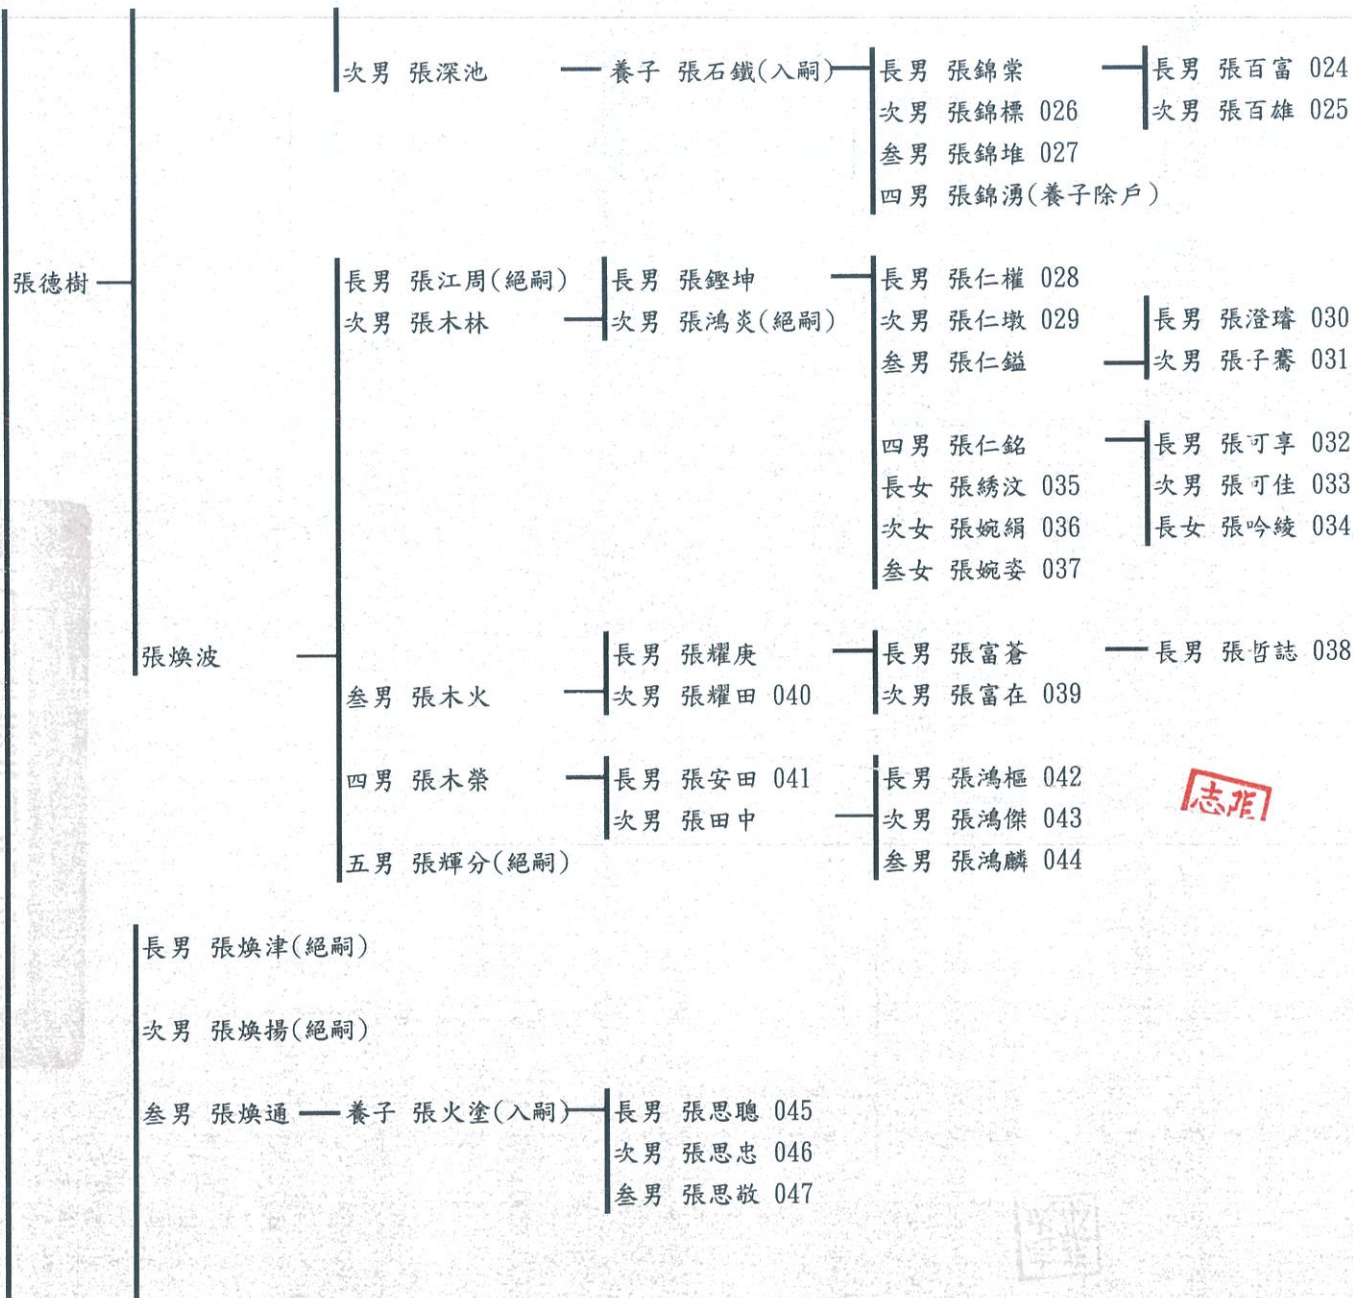 次男 張深池 養子 張石鐵(入嗣) 長男 張錦棠 長男 張百富 024
次男 張錦標 026 次男 張百雄 025
叁男 張錦堆 027
四男 張錦湧(養子除戶)
張德樹 長男 張江周(絕嗣) 長男 張鏗坤 長男 張仁權 028
次男 張木林 次男 張鴻炎(絕嗣) 次男 張仁墩 029 長男 張澄璿 030
叁男 張仁鎰 次男 張子騫 031
四男 張仁銘 長男 張可享 032
長女 張綉汶 035 次男 張可佳 033
次女 張婉絹 036 長女 張吟綾 034
叁女 張婉姿 037
張煥波 長男 張耀庚 長男 張富蒼 長男 張哲誌 038
叁男 張木火 次男 張耀田 040 次男 張富在 039
四男 張木榮 長男 張安田 041 長男 張鴻樞 042
次男 張田中 次男 張鴻傑 043
五男 張輝分(絕嗣) 叁男 張鴻麟 044
長男 張煥津(絕嗣)
次男 張煥揚(絕嗣)
叁男 張煥通 養子 張火塗(入嗣) 長男 張思聰 045
次男 張思忠 046
叁男 張思敬 047